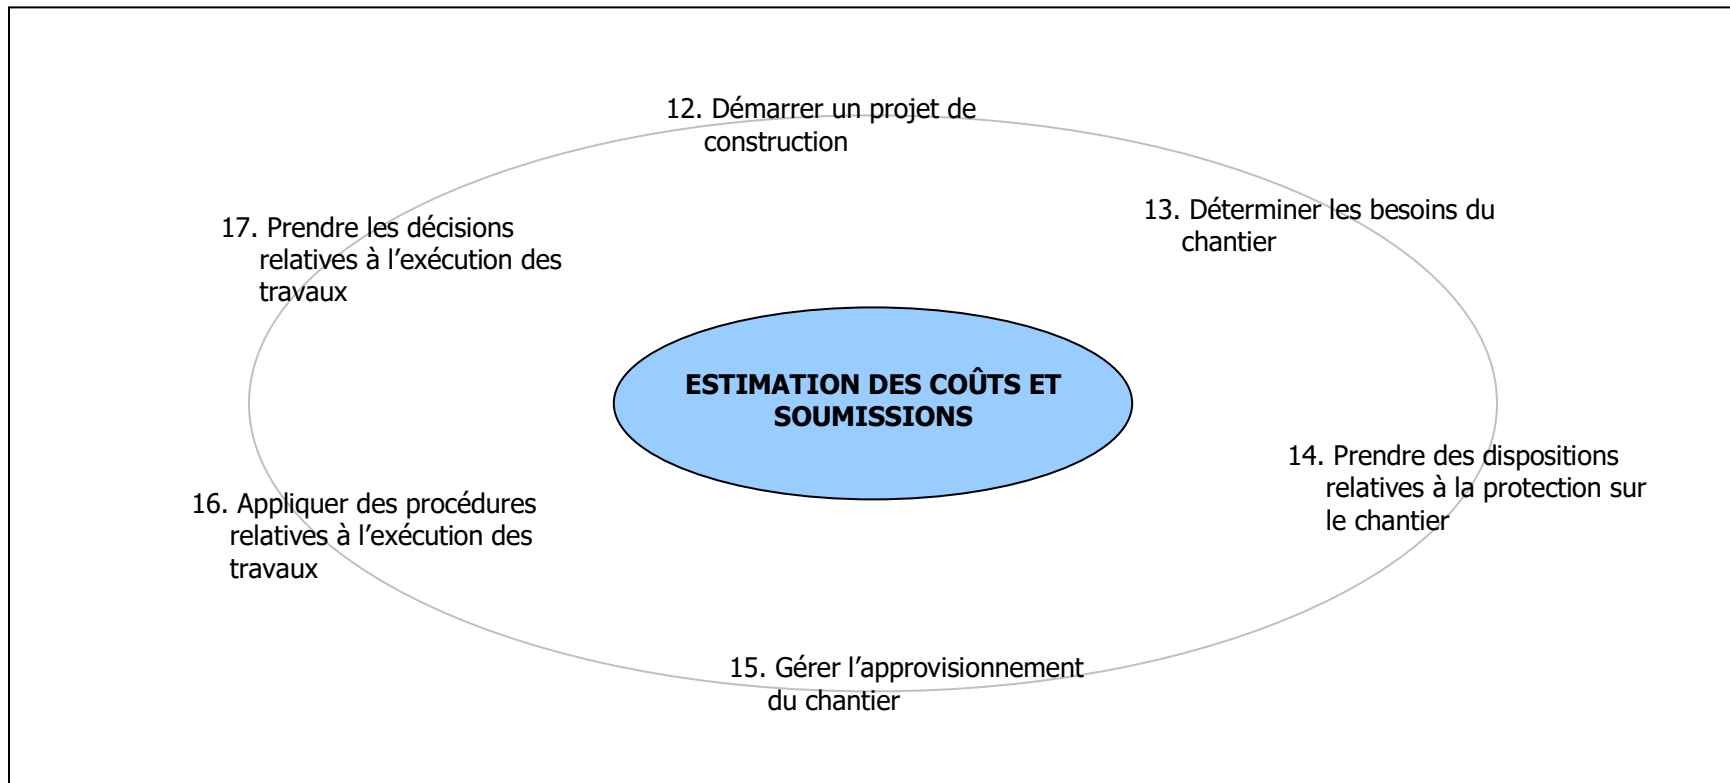 12. Démarrer un projet de
construction
13. Déterminer les besoins du
chantier
17. Prendre les décisions
relatives à l’exécution des
travaux
ESTIMATION DES COÛTS ET
SOUMISSIONS
14. Prendre des dispositions
relatives à la protection sur
le chantier
16. Appliquer des procédures
relatives à l’exécution des
travaux
15. Gérer l’approvisionnement
du chantier